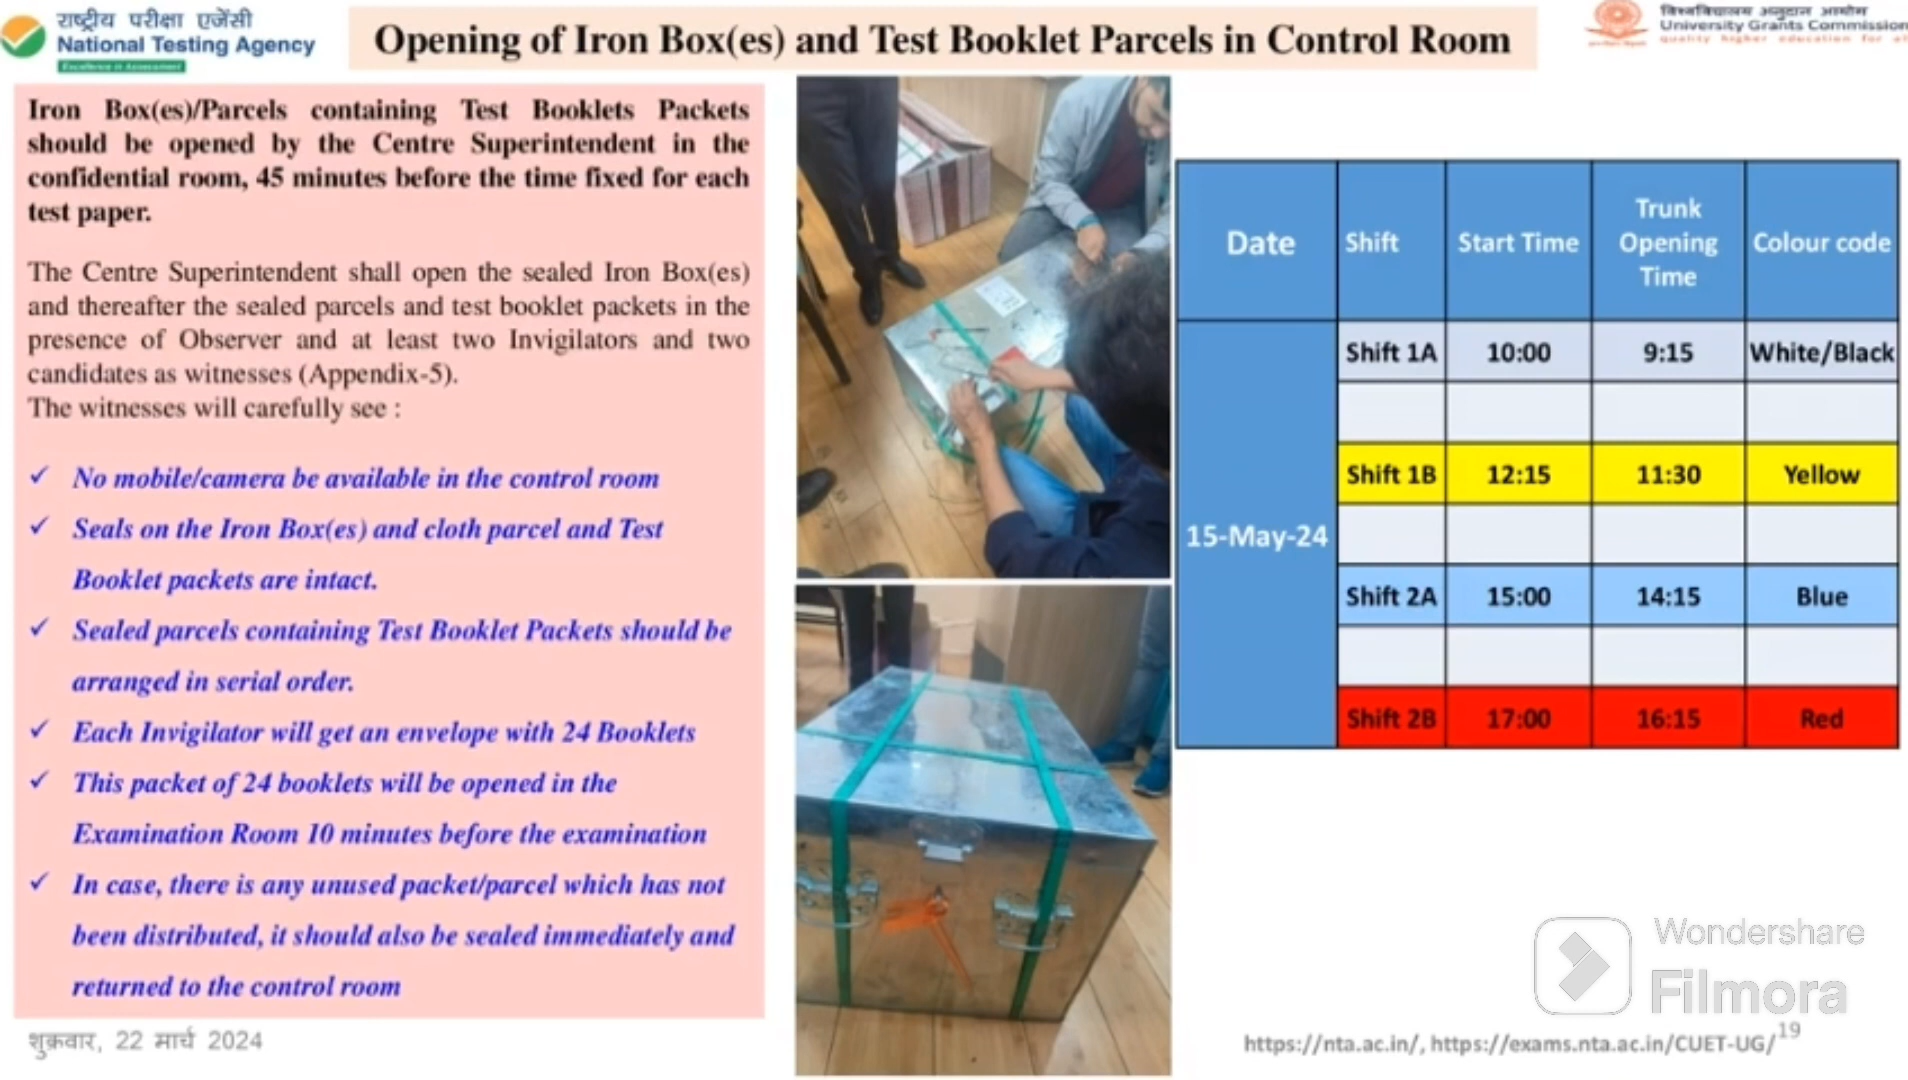 राष्ट्रीय परीक्षा एजेंसी
National Testing Agency
Excellence in Assessment
Opening of Iron Box(es) and Test Booklet Parcels in Control Room
विश्वविद्यालय अनुदान आयोग
University Grants Commission
quality higher education for al
Iron Box(es)/Parcels containing Test Booklets Packets
should be opened by the Centre Superintendent in the
confidential room, 45 minutes before the time fixed for each
test paper.
The Centre Superintendent shall open the sealed Iron Box(es)
and thereafter the sealed parcels and test booklet packets in the
presence of Observer and at least two Invigilators and two
candidates as witnesses (Appendix-5).
The witnesses will carefully see :
✓ No mobile/camera be available in the control room
✓ Seals on the Iron Box(es) and cloth parcel and Test
Booklet packets are intact.
✓ Sealed parcels containing Test Booklet Packets should be
arranged in serial order.
✓ Each Invigilator will get an envelope with 24 Booklets
✓ This packet of 24 booklets will be opened in the
Examination Room 10 minutes before the examination
✓ In case, there is any unused packet/parcel which has not
been distributed, it should also be sealed immediately and
returned to the control room
Date Shift Start Time Trunk Opening Time Colour code
15-May-24
Shift 1A 10:00 9:15 White/Black
Shift 1B 12:15 11:30 Yellow
Shift 2A 15:00 14:15 Blue
Shift 2B 17:00 16:15 Red
Wondershare
Filmora
शुक्रवार, 22 मार्च 2024
https://nta.ac.in/, https://exams.nta.ac.in/CUET-UG/
19